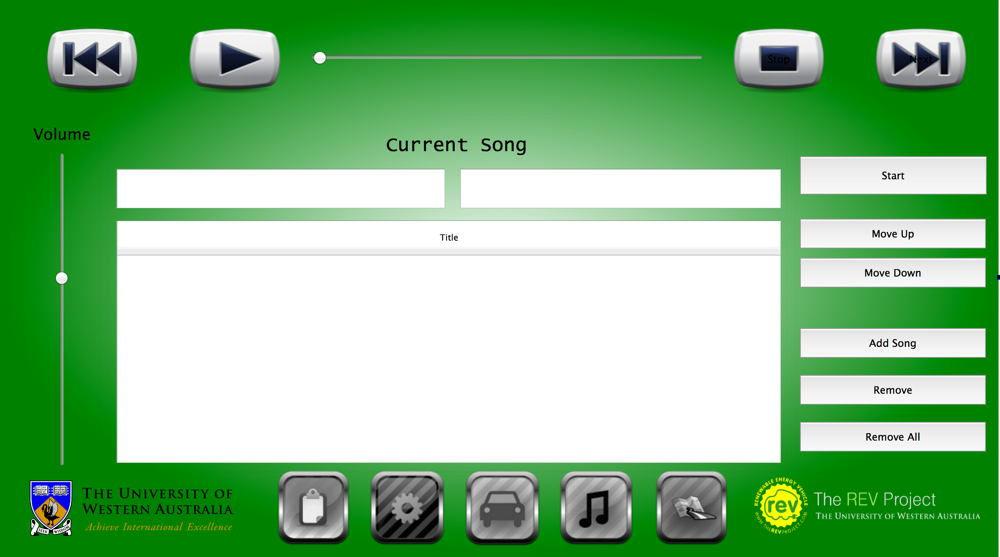 Stop
Next
Volume
Current Song
Start
Title
Move Up
Move Down
Add Song
Remove
Remove All
THE UNIVERSITY OF
WESTERN AUSTRALIA
Achieve International Excellence
SEEK WISDOM
RENEWABLE ENERGY VEHICLE
rev
WWW.THEREVPROJECT.COM
The REV Project
THE UNIVERSITY OF WESTERN AUSTRALIA